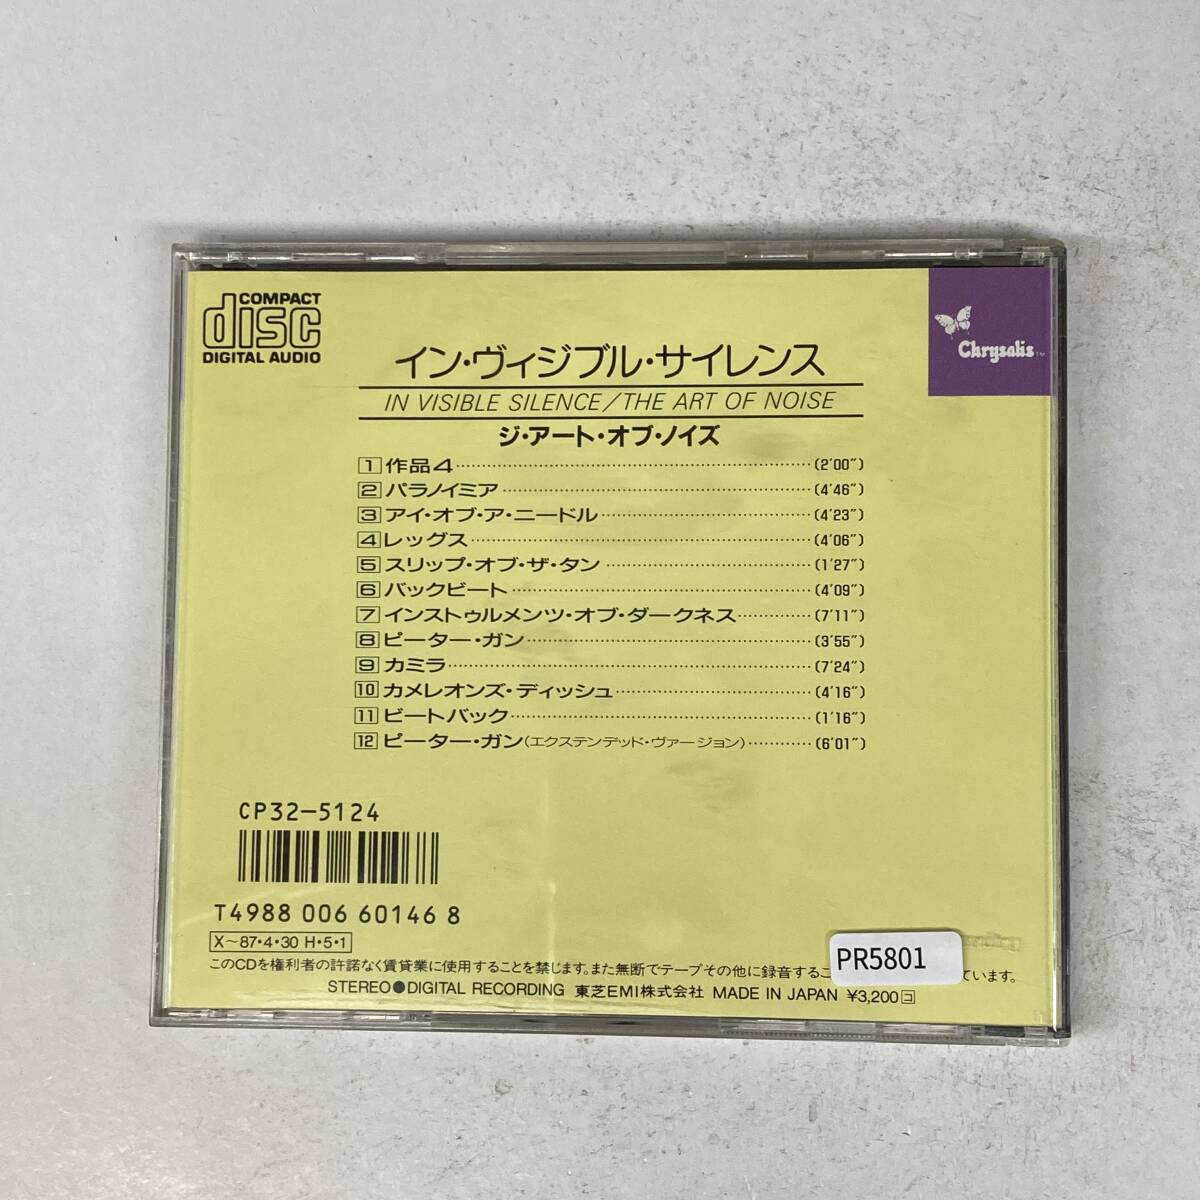 COMPACT
disc
DIGITAL AUDIO
Chrysalis™
イン・ヴィジブル・サイレンス
IN VISIBLE SILENCE/THE ART OF NOISE
ジ・アート・オブ・ノイズ
1 作品4 (2'00")
2 パラノイミア (4'46")
3 アイ・オブ・ア・ニードル (4'23")
4 レッグス (4'06")
5 スリップ・オブ・ザ・タン (1'27")
6 バックビート (4'09")
7 インストゥルメンツ・オブ・ダークネス (7'11")
8 ピーター・ガン (3'55")
9 カミラ (7'24")
10 カメレオンズ・ディッシュ (4'16")
11 ビートバック (1'16")
12 ピーター・ガン(エクステンデッド・ヴァージョン) (6'01")
CP32-5124
T4988 006 60146 8
X~87・4・30 H・5・1
PR5801
このCDを権利者の許諾なく賃貸業に使用することを禁じます。また無断でテープその他に録音するこ ています。
STEREO●DIGITAL RECORDING 東芝EMI株式会社 MADE IN JAPAN ¥3,200コ